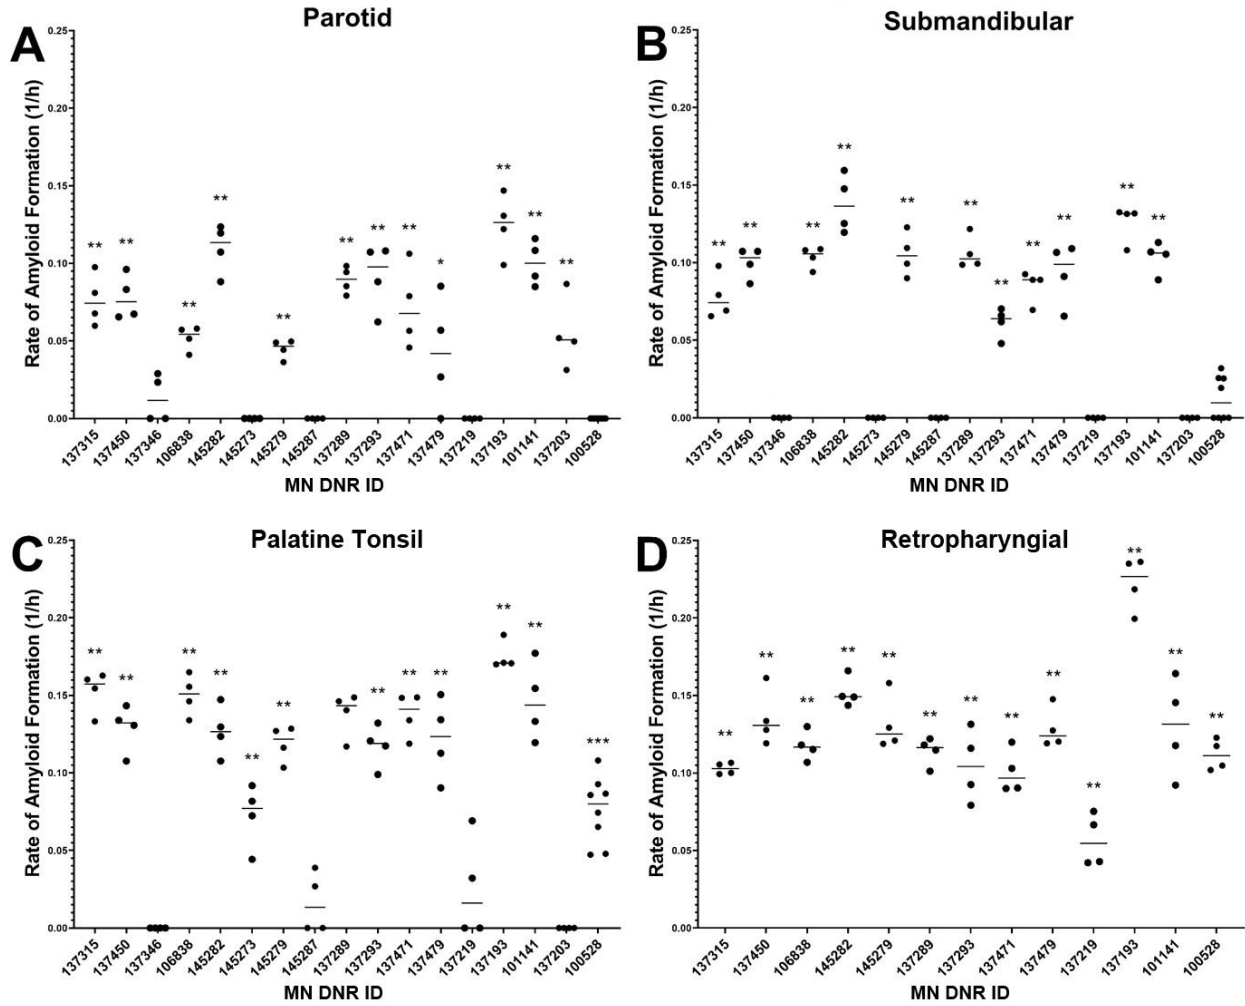 A
Parotid
Rate of Amyloid Formation (1/h)
0.25
0.20
0.15
0.10
0.05
0.00
** ** ** ** ** ** ** ** * ** ** **
137315 137450 137346 106838 145282 145273 145279 145287 137289 137293 137471 137479 137219 137193 101141 137203 100528
MN DNR ID
B
Submandibular
Rate of Amyloid Formation (1/h)
0.25
0.20
0.15
0.10
0.05
0.00
** ** ** ** ** ** ** ** ** ** **
137315 137450 137346 106838 145282 145273 145279 145287 137289 137293 137471 137479 137219 137193 101141 137203 100528
MN DNR ID
C
Palatine Tonsil
Rate of Amyloid Formation (1/h)
0.25
0.20
0.15
0.10
0.05
0.00
** ** ** ** ** ** ** ** ** ** ** ***
137315 137450 137346 106838 145282 145273 145279 145287 137289 137293 137471 137479 137219 137193 101141 137203 100528
MN DNR ID
D
Retropharyngial
Rate of Amyloid Formation (1/h)
0.25
0.20
0.15
0.10
0.05
0.00
** ** ** ** ** ** ** ** ** ** ** ** **
137315 137450 106838 145282 145279 137289 137293 137471 137479 137219 137193 101141 100528
MN DNR ID